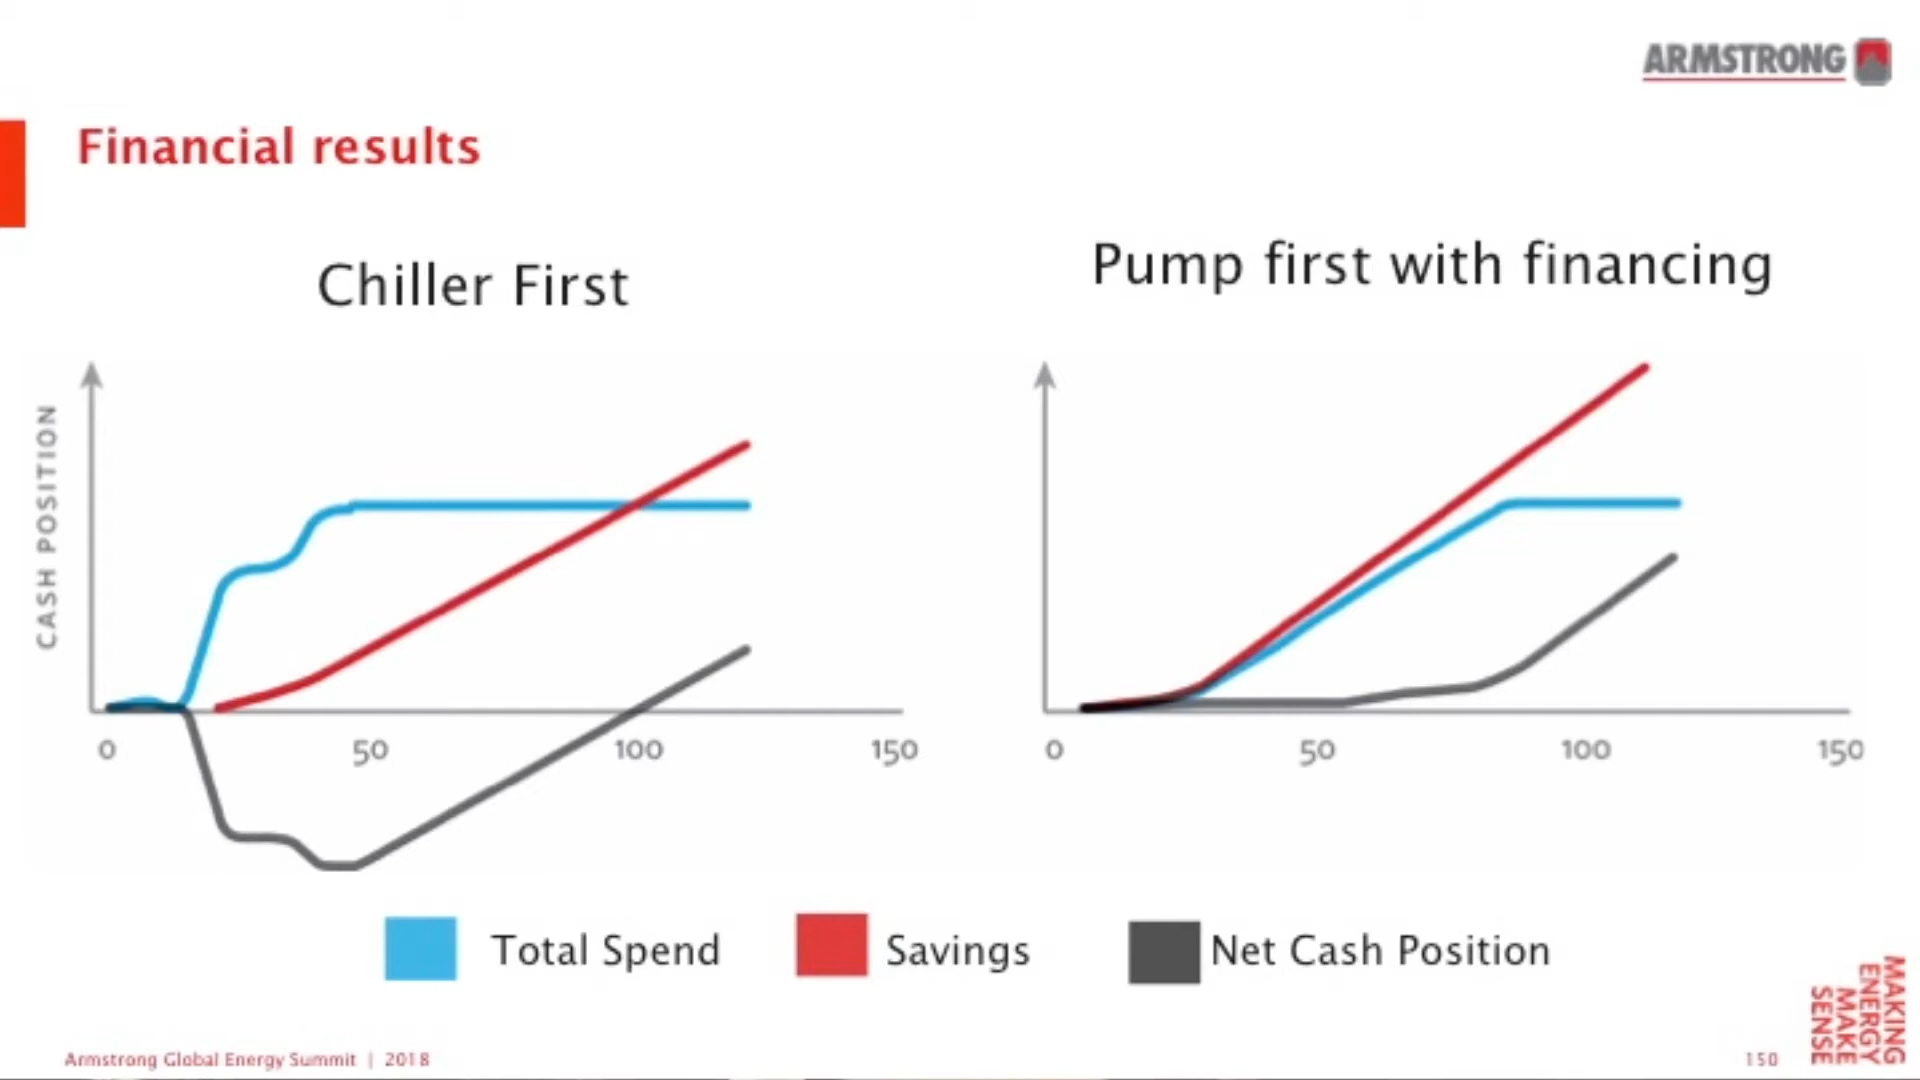 ARMSTRONG
Financial results
Chiller First
Pump first with financing
CASH POSITION
0 50 100 150
0 50 100 150
Total Spend
Savings
Net Cash Position
MAKING
ENERGY
MAKE
SENSE
Armstrong Global Energy Summit | 2018
150